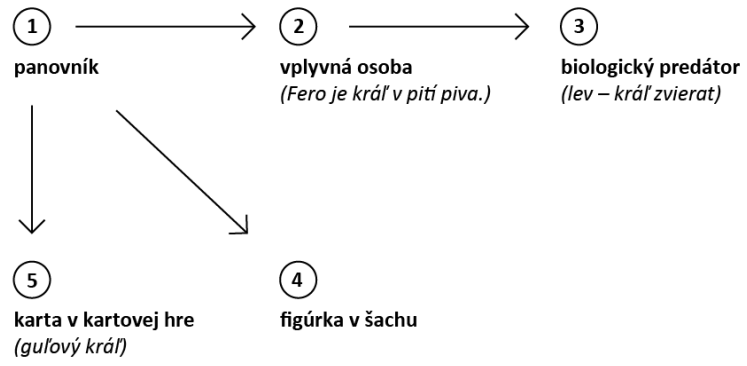 1
panovník
2
vplyvná osoba
(Fero je kráľ v pití piva.)
3
biologický predátor
(lev – kráľ zvierat)
5
karta v kartovej hre
(guľový kráľ)
4
figúrka v šachu